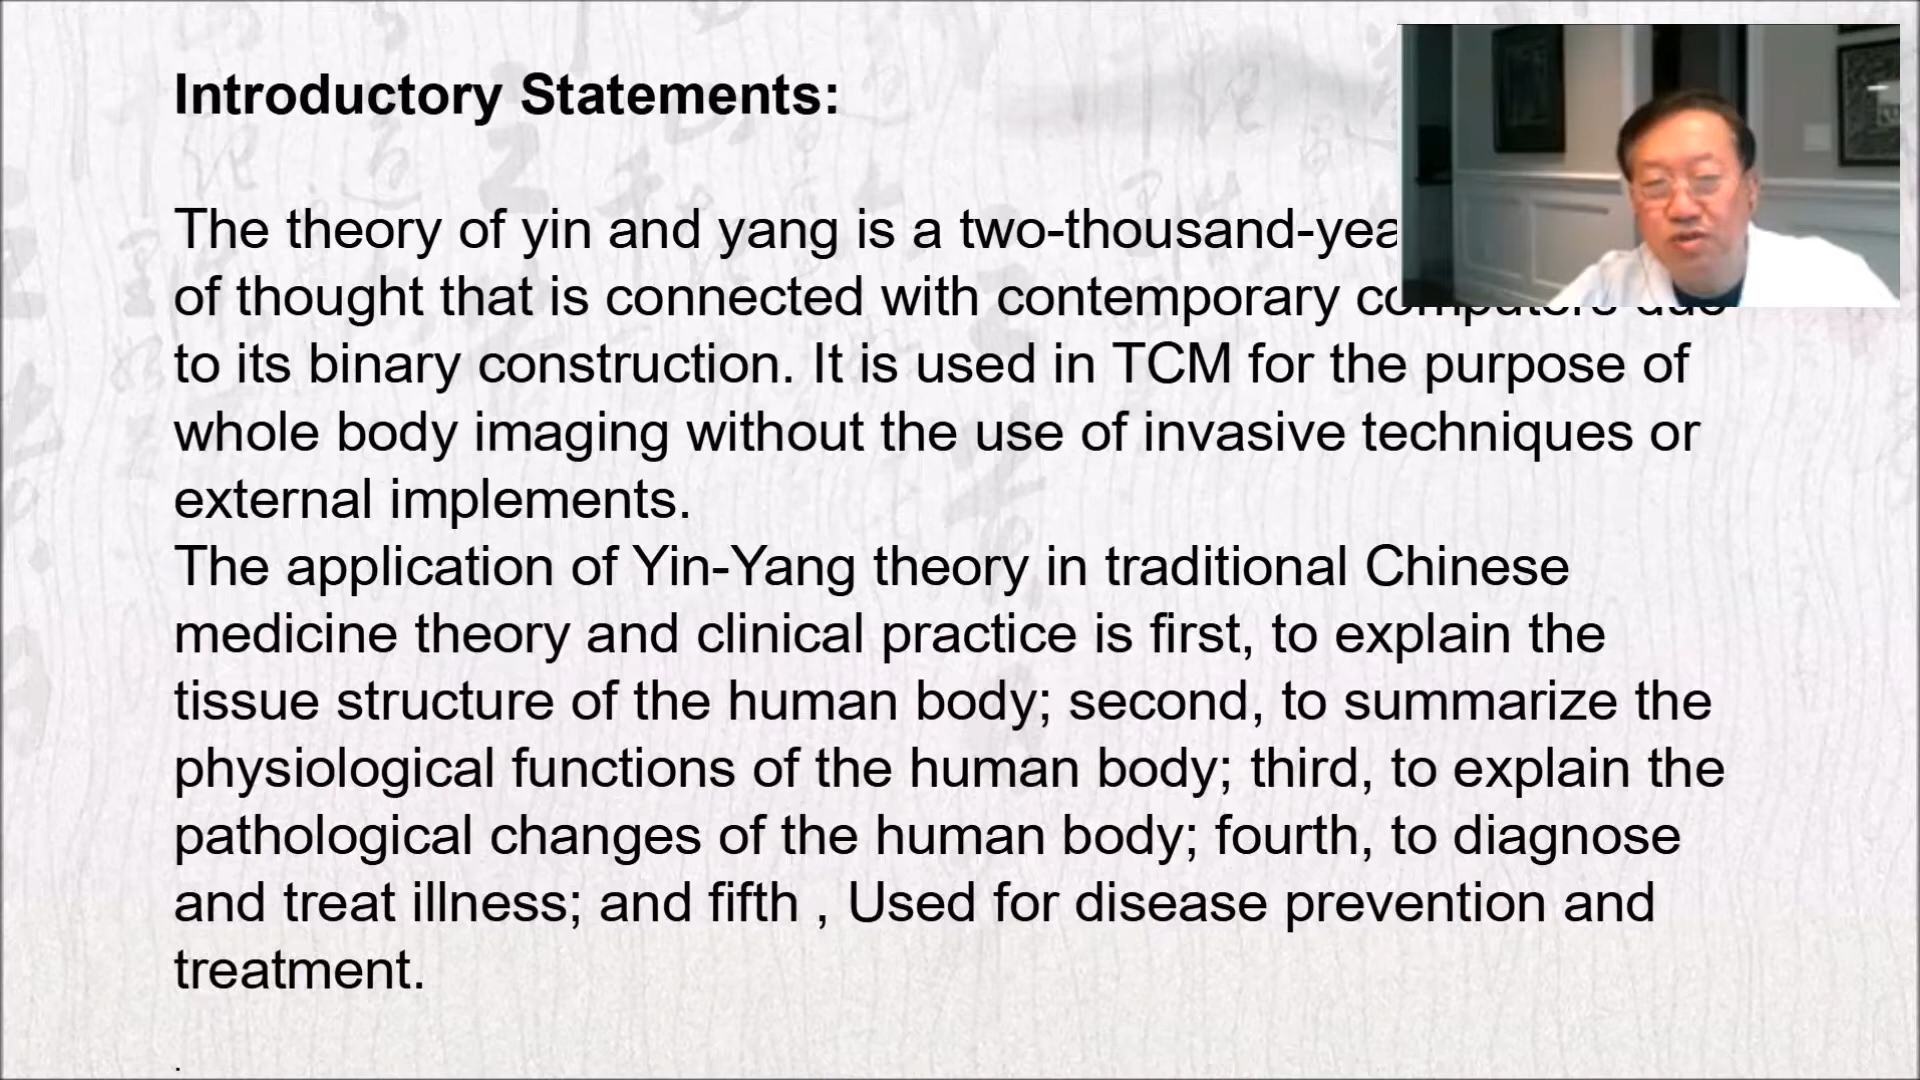 Introductory Statements:
The theory of yin and yang is a
of thought that is connected with contemporary computers due
to its binary construction. It is used in TCM for the purpose of
whole body imaging without the use of invasive techniques or
external implements.
The application of Yin-Yang theory in traditional Chinese
medicine theory and clinical practice is first, to explain the
tissue structure of the human body; second, to summarize the
physiological functions of the human body; third, to explain the
pathological changes of the human body; fourth, to diagnose
and treat illness; and fifth , Used for disease prevention and
treatment.
.